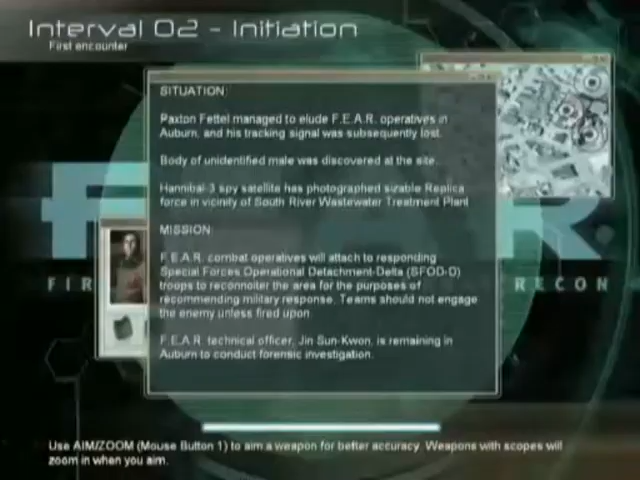 Interval 02 - Initiation
First encounter
SITUATION:
Paxton Fettel managed to elude F.E.A.R. operatives in
Auburn, and his tracking signal was subsequently lost.
Body of unidentified male was discovered at the site.
Hannibal-3 spy satellite has photographed sizable Replica
force in vicinity of South River Wastewater Treatment Plant
MISSION:
F.E.A.R. combat operatives will attach to responding
Special Forces Operational Detachment-Delta (SFOD-D)
troops to reconnoiter the area for the purposes of
recommending military response. Teams should not engage
the enemy unless fired upon
F.E.A.R. technical officer, Jin Sun-Kwon, is remaining in
Auburn to conduct forensic investigation.
F R
FIR RECON
Use AIM/ZOOM (Mouse Button 1) to aim a weapon for better accuracy. Weapons with scopes will
zoom in when you aim.